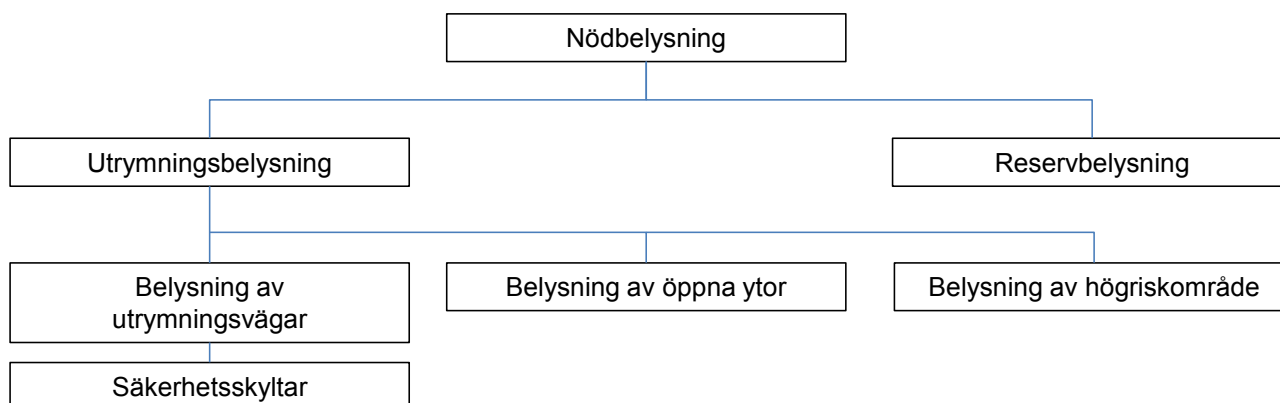 Nödbelysning
Utrymningsbelysning
Reservbelysning
Belysning av
utrymningsvägar
Belysning av öppna ytor
Belysning av högriskområde
Säkerhetsskyltar